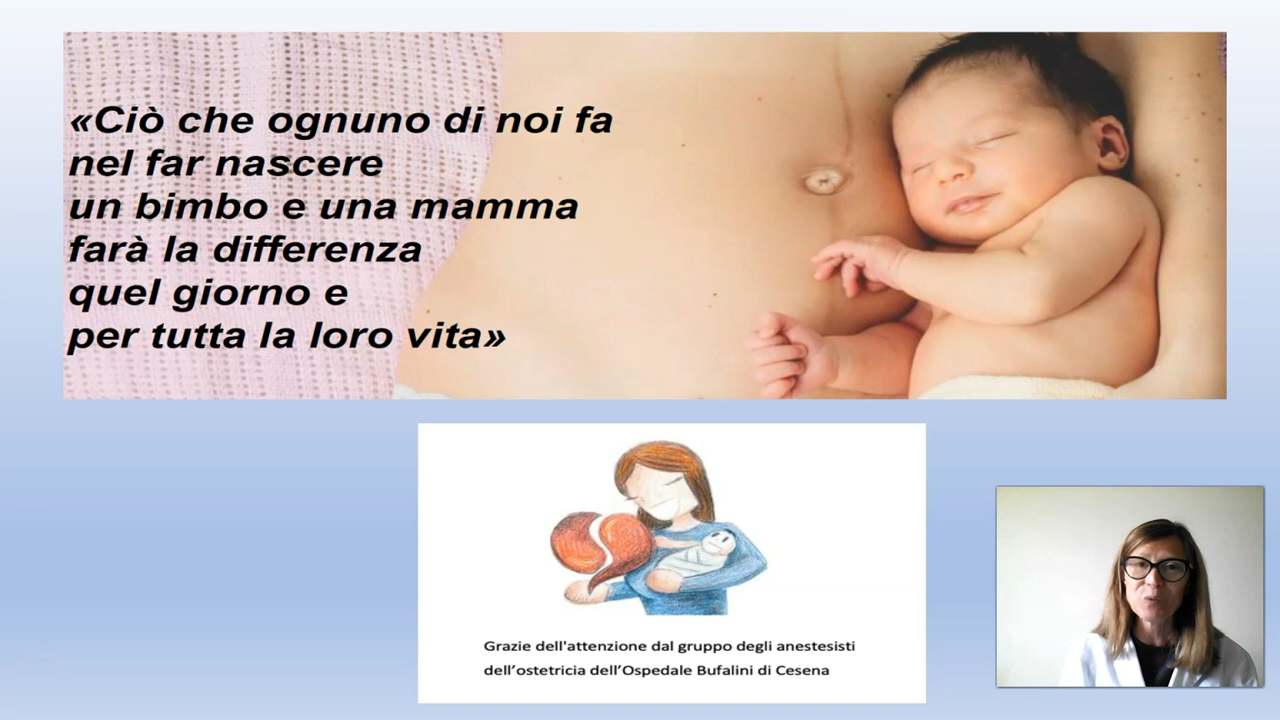 «Ciò che ognuno di noi fa
nel far nascere
un bimbo e una mamma
farà la differenza
quel giorno e
per tutta la loro vita»
Grazie dell'attenzione dal gruppo degli anestesisti
dell’ostetricia dell’Ospedale Bufalini di Cesena